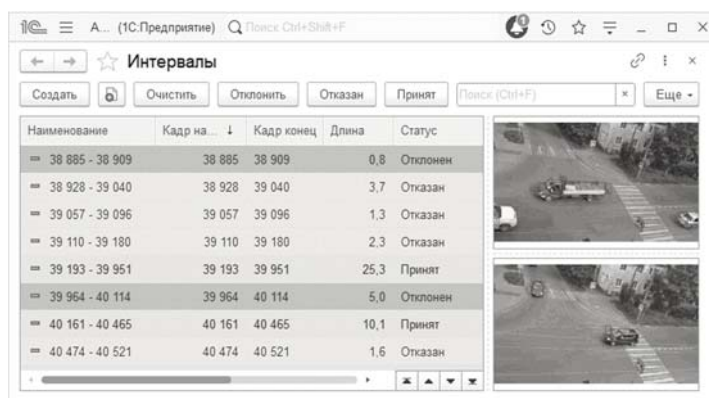 1С А... (1С:Предприятие) Поиск Ctrl+Shift+F
Интервалы
Создать Очистить Отклонить Отказан Принят Поиск (Ctrl+F) × Еще
Наименование Кадр на... ↓ Кадр конец Длина Статус
38 885 - 38 909 38 885 38 909 0,8 Отклонен
38 928 - 39 040 38 928 39 040 3,7 Отказан
39 057 - 39 096 39 057 39 096 1,3 Отказан
39 110 - 39 180 39 110 39 180 2,3 Отказан
39 193 - 39 951 39 193 39 951 25,3 Принят
39 964 - 40 114 39 964 40 114 5,0 Отклонен
40 161 - 40 465 40 161 40 465 10,1 Принят
40 474 - 40 521 40 474 40 521 1,6 Отказан